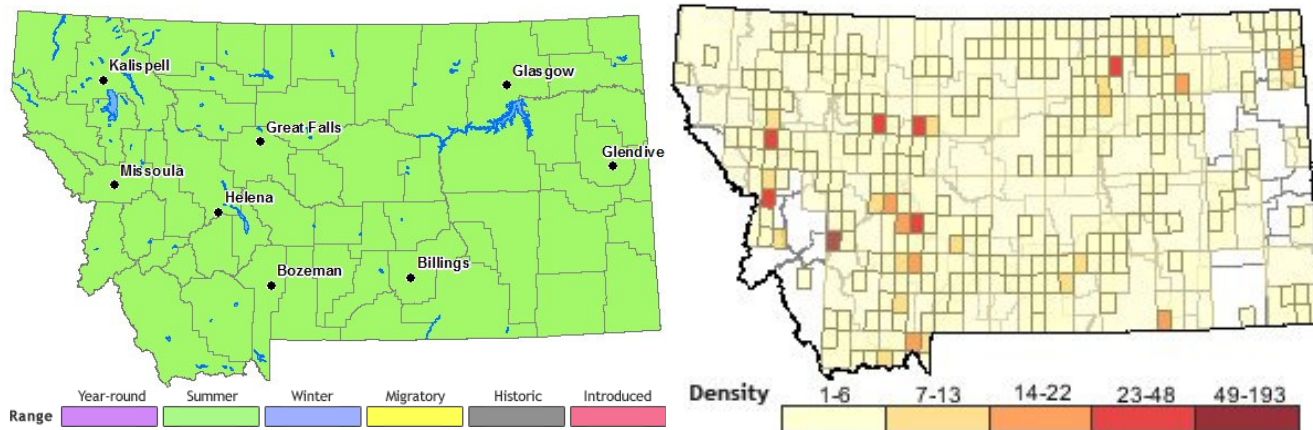 Kalispell
Glasgow
Great Falls
Glendive
Missoula
Helena
Bozeman
Billings
Range Year-round Summer Winter Migratory Historic Introduced
Density 1-6 7-13 14-22 23-48 49-193